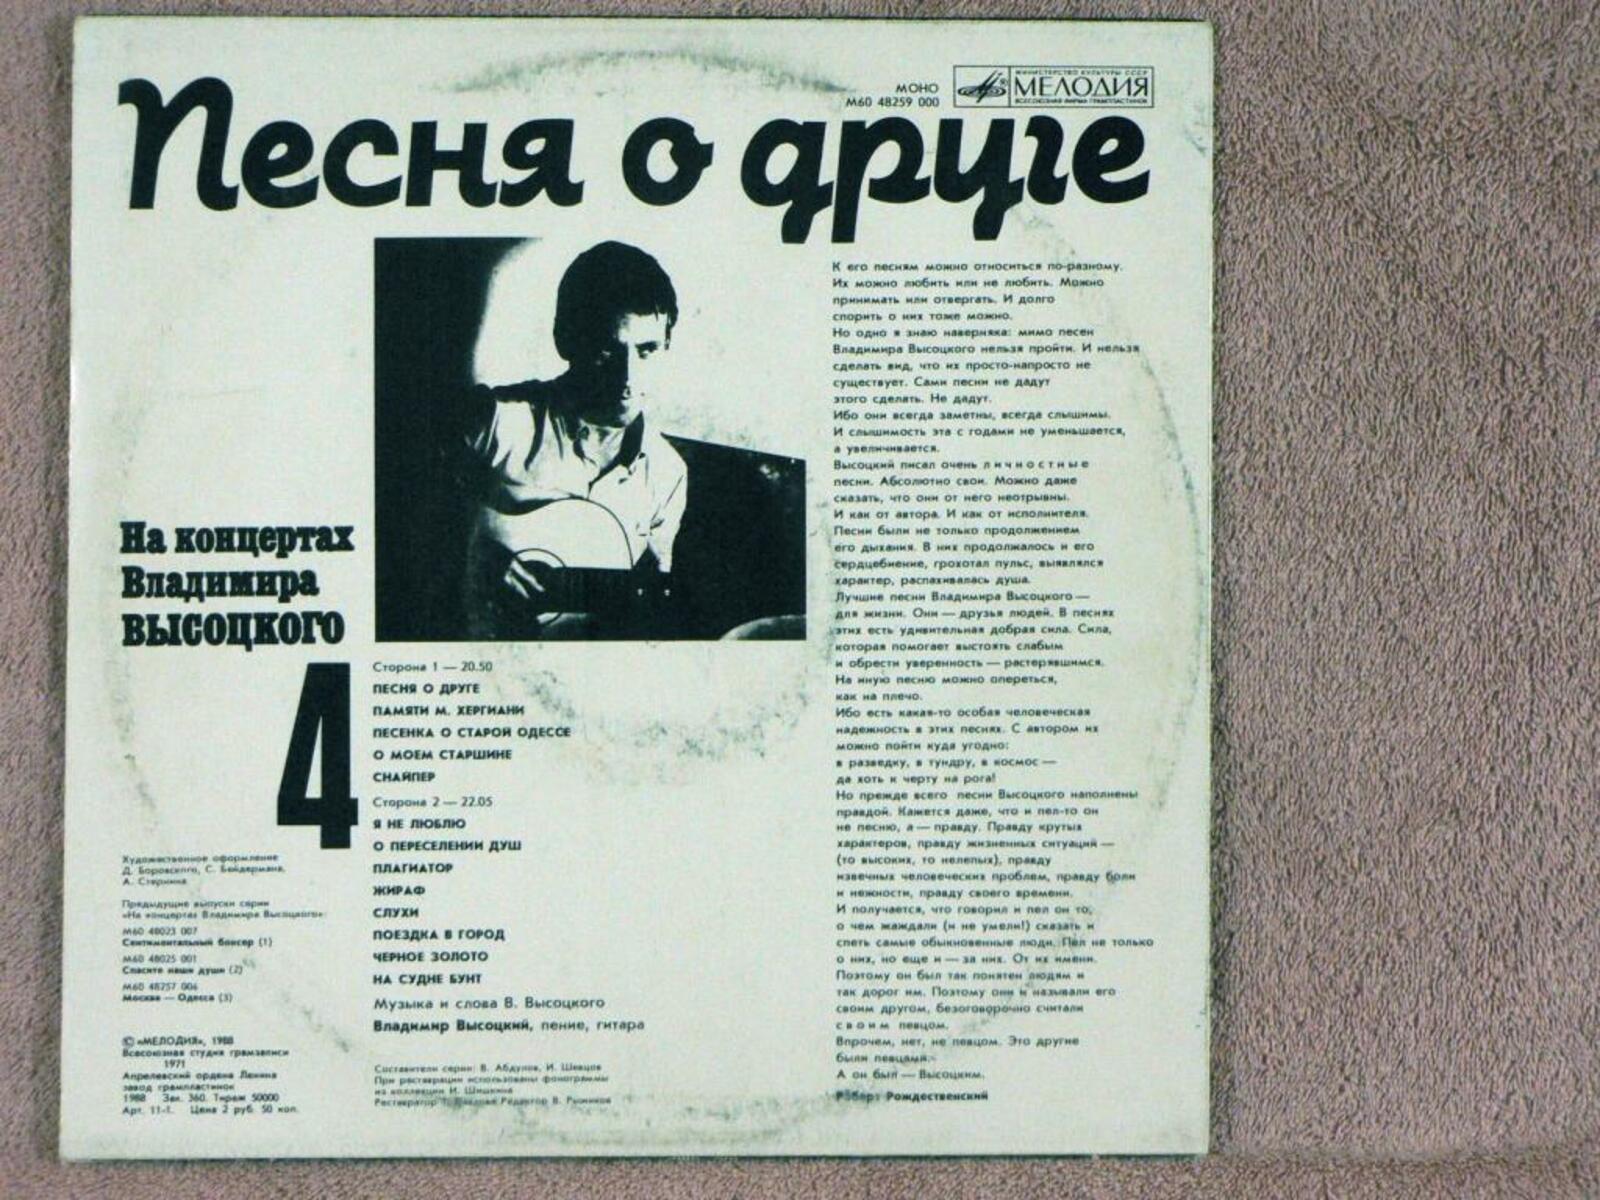 МОНО
М60 48259 000
МИНИСТЕРСТВО КУЛЬТУРЫ СССР
МЕЛОДИЯ
ВСЕСОЮЗНАЯ ФИРМА ГРАМПЛАСТИНОК
Песня о друге
На концертах
Владимира
ВЫСОЦКОГО
4
Художественное оформление
Д. Боровского, С. Бейдермана,
А. Стернина
Предыдущие выпуски серии
«На концертах Владимира Высоцкого»:
М60 48023 007
Сентиментальный боксер (1)
М60 48025 001
Спасите наши души (2)
М60 48257 006
Москва — Одесса (3)
© «МЕЛОДИЯ», 1988
Всесоюзная студия грамзаписи
1971
Апрелевский ордена Ленина
завод грампластинок
1988 Зак. 360. Тираж 50000
Арт. 11-1. Цена 2 руб. 50 коп.
Сторона 1 — 20.50
ПЕСНЯ О ДРУГЕ
ПАМЯТИ М. ХЕРГИАНИ
ПЕСЕНКА О СТАРОЙ ОДЕССЕ
О МОЕМ СТАРШИНЕ
СНАЙПЕР
Сторона 2 — 22.05
Я НЕ ЛЮБЛЮ
О ПЕРЕСЕЛЕНИИ ДУШ
ПЛАГИАТОР
ЖИРАФ
СЛУХИ
ПОЕЗДКА В ГОРОД
ЧЕРНОЕ ЗОЛОТО
НА СУДНЕ БУНТ
Музыка и слова В. Высоцкого
Владимир Высоцкий, пение, гитара
Составители серии: В. Абдулов, И. Шевцов
При реставрации использованы фонограммы
из коллекции И. Шишкина
Реставратор Т. Павлова Редактор В. Рыжиков
К его песням можно относиться по-разному.
Их можно любить или не любить. Можно
принимать или отвергать. И долго
спорить о них тоже можно.
Но одно я знаю наверняка: мимо песен
Владимира Высоцкого нельзя пройти. И нельзя
сделать вид, что их просто-напросто не
существует. Сами песни не дадут
этого сделать. Не дадут.
Ибо они всегда заметны, всегда слышимы.
И слышимость эта с годами не уменьшается,
а увеличивается.
Высоцкий писал очень личностные
песни. Абсолютно свои. Можно даже
сказать, что они от него неотрывны.
И как от автора. И как от исполнителя.
Песни были не только продолжением
его дыхания. В них продолжалось и его
сердцебиение, грохотал пульс, выявлялся
характер, распахивалась душа.
Лучшие песни Владимира Высоцкого —
для жизни. Они — друзья людей. В песнях
этих есть удивительная добрая сила. Сила,
которая помогает выстоять слабым
и обрести уверенность — растерявшимся.
На иную песню можно опереться,
как на плечо.
Ибо есть какая-то особая человеческая
надежность в этих песнях. С автором их
можно пойти куда угодно:
в разведку, в тундру, в космос —
да хоть к черту на рога!
Но прежде всего песни Высоцкого наполнены
правдой. Кажется даже, что и пел-то он
не песню, а — правду. Правду крутых
характеров, правду жизненных ситуаций —
(то высоких, то нелепых), правду
извечных человеческих проблем, правду боли
и нежности, правду своего времени.
И получается, что говорил и пел он то,
о чем жаждали (и не умели!) сказать и
спеть самые обыкновенные люди. Пел не только
о них, но еще и — за них. От их имени.
Поэтому он был так понятен людям и
так дорог им. Поэтому они и называли его
своим другом, безоговорочно считали
своим певцом.
Впрочем, нет, не певцом. Это другие
были певцами.
А он был — Высоцким.
Роберт Рождественский